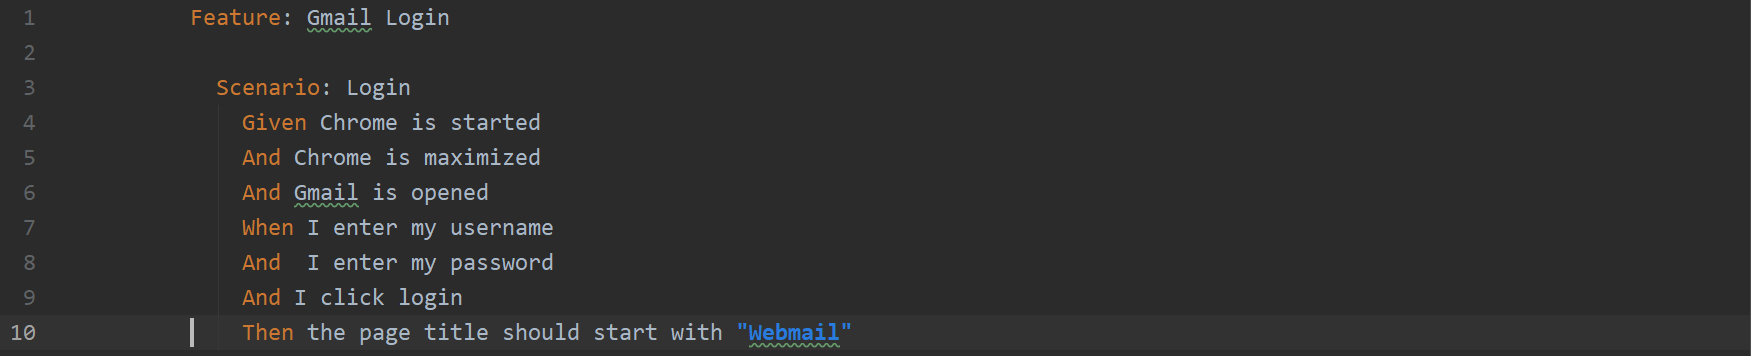 1 Feature: Gmail Login
2
3 Scenario: Login
4 Given Chrome is started
5 And Chrome is maximized
6 And Gmail is opened
7 When I enter my username
8 And  I enter my password
9 And I click login
10 Then the page title should start with "Webmail"